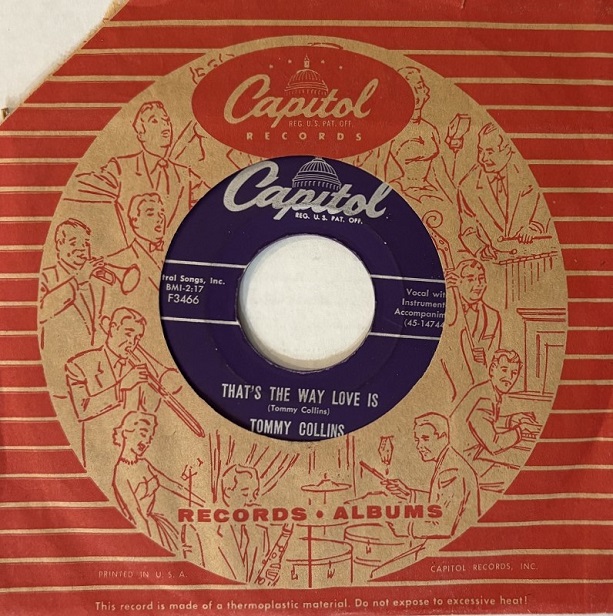 Capitol
REG. U.S. PAT. OFF.
RECORDS
Capitol
REG. U.S. PAT. OFF.
tral Songs, Inc.
BMI-2:17
F3466
Vocal wit
Instrument
Accompanim
(45-14744
THAT'S THE WAY LOVE IS
(Tommy Collins)
TOMMY COLLINS
RECORDS • ALBUMS
PRINTED IN U.S.A.
CAPITOL RECORDS, INC.
This record is made of a thermoplastic material. Do not expose to excessive heat!